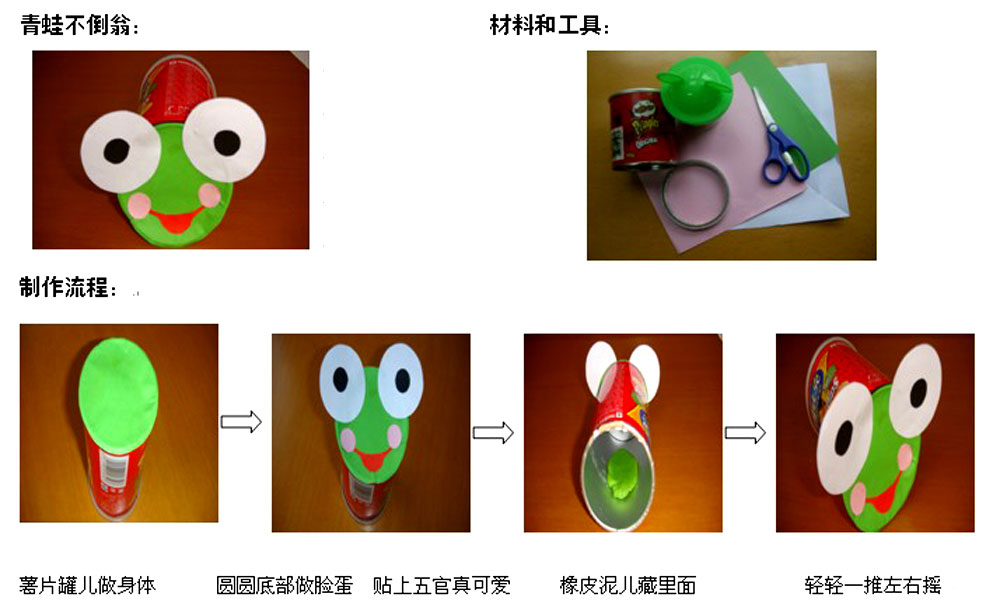 青蛙不倒翁：
材料和工具：
Pringles
制作流程：
薯片罐儿做身体
圆圆底部做脸蛋 贴上五官真可爱
橡皮泥儿藏里面
轻轻一推左右摇